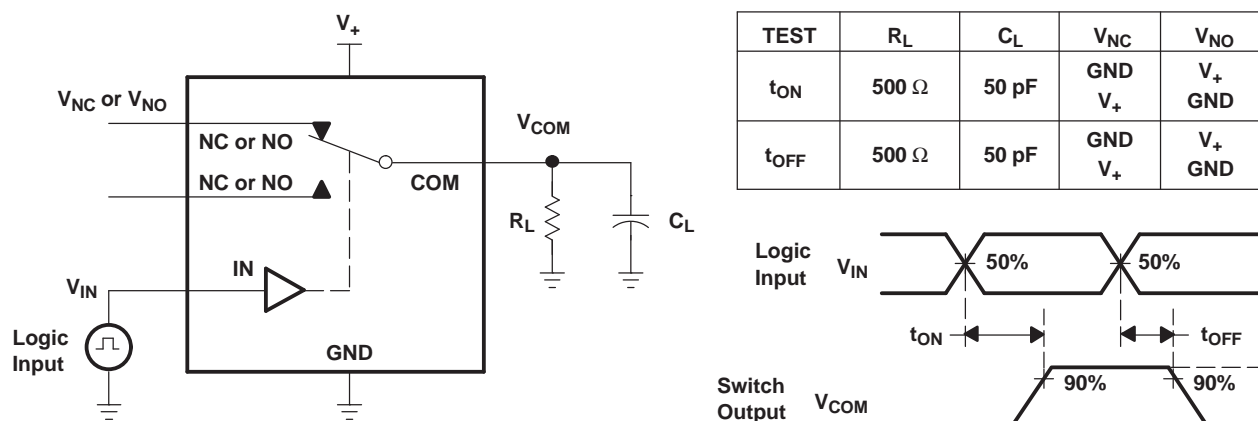 V+
VNC or VNO
NC or NO
VCOM
NC or NO
COM
RL
CL
IN
VIN
Logic
Input
GND
TEST RL CL VNC VNO
tON 500 Ω 50 pF GND V+
V+ GND
tOFF 500 Ω 50 pF GND V+
V+ GND
Logic
Input VIN 50% 50%
tON tOFF
Switch
Output VCOM 90% 90%